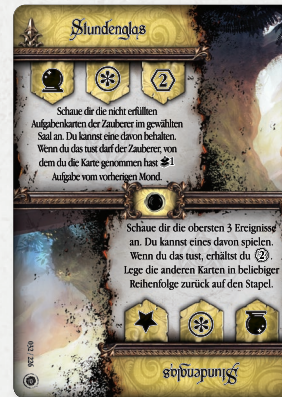 Stundenglas
2
Schaue dir die nicht erfüllten
Aufgabenkarten der Zauberer im gewählten
Saal an. Du kannst eine davon behalten.
Wenn du das tust darf der Zauberer, von
dem du die Karte genommen hast 1
Aufgabe vom vorherigen Mond.
Schaue dir die obersten 3 Ereignisse
an. Du kannst eines davon spielen.
Wenn du das tust, erhältst du 2.
Lege die anderen Karten in beliebiger
Reihenfolge zurück auf den Stapel.
052 / 226
Stundenglas